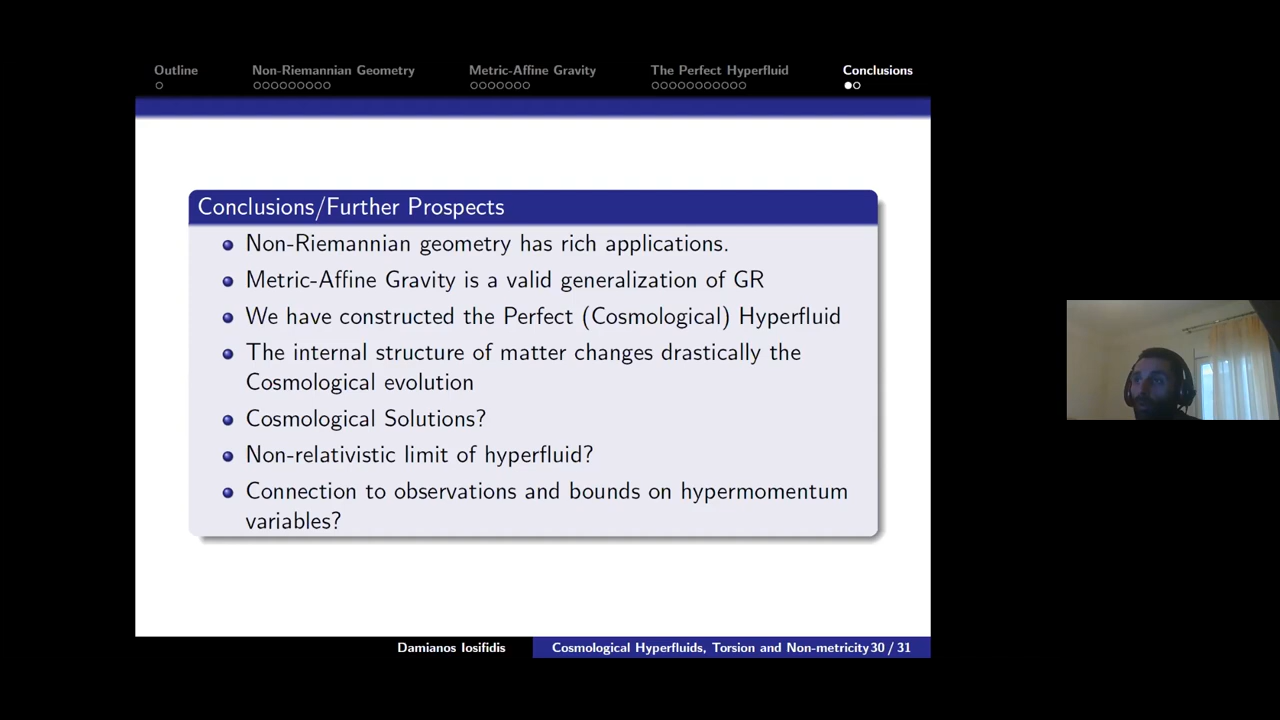 Outline
Non-Riemannian Geometry
Metric-Affine Gravity
The Perfect Hyperfluid
Conclusions
Conclusions/Further Prospects
Non-Riemannian geometry has rich applications.
Metric-Affine Gravity is a valid generalization of GR
We have constructed the Perfect (Cosmological) Hyperfluid
The internal structure of matter changes drastically the
Cosmological evolution
Cosmological Solutions?
Non-relativistic limit of hyperfluid?
Connection to observations and bounds on hypermomentum
variables?
Damianos Iosifidis
Cosmological Hyperfluids, Torsion and Non-metricity 30 / 31